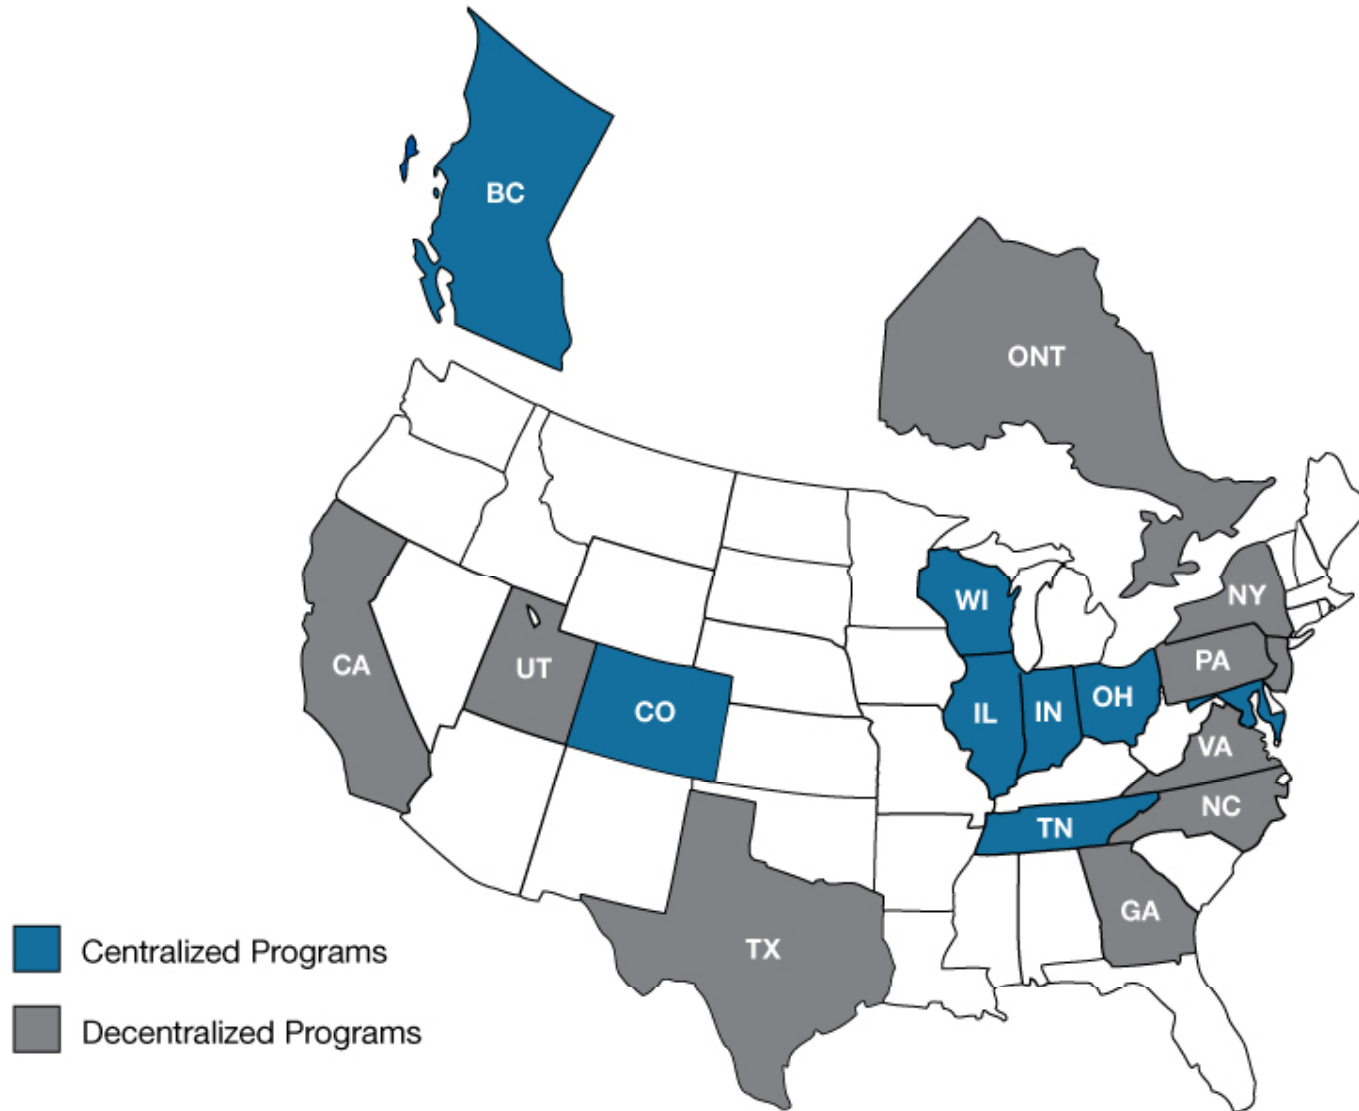 BC
ONT
WI
NY
CA
UT
PA
CO
IL
IN
OH
VA
NC
TN
GA
TX
Centralized Programs
Decentralized Programs